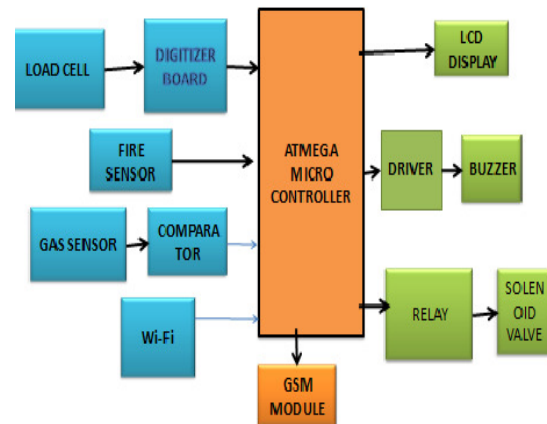 LOAD CELL
DIGITIZER
BOARD
FIRE
SENSOR
GAS SENSOR
COMPARA
TOR
Wi-Fi
ATMEGA
MICRO
CONTROLLER
GSM
MODULE
LCD
DISPLAY
DRIVER
BUZZER
RELAY
SOLEN
OID
VALVE